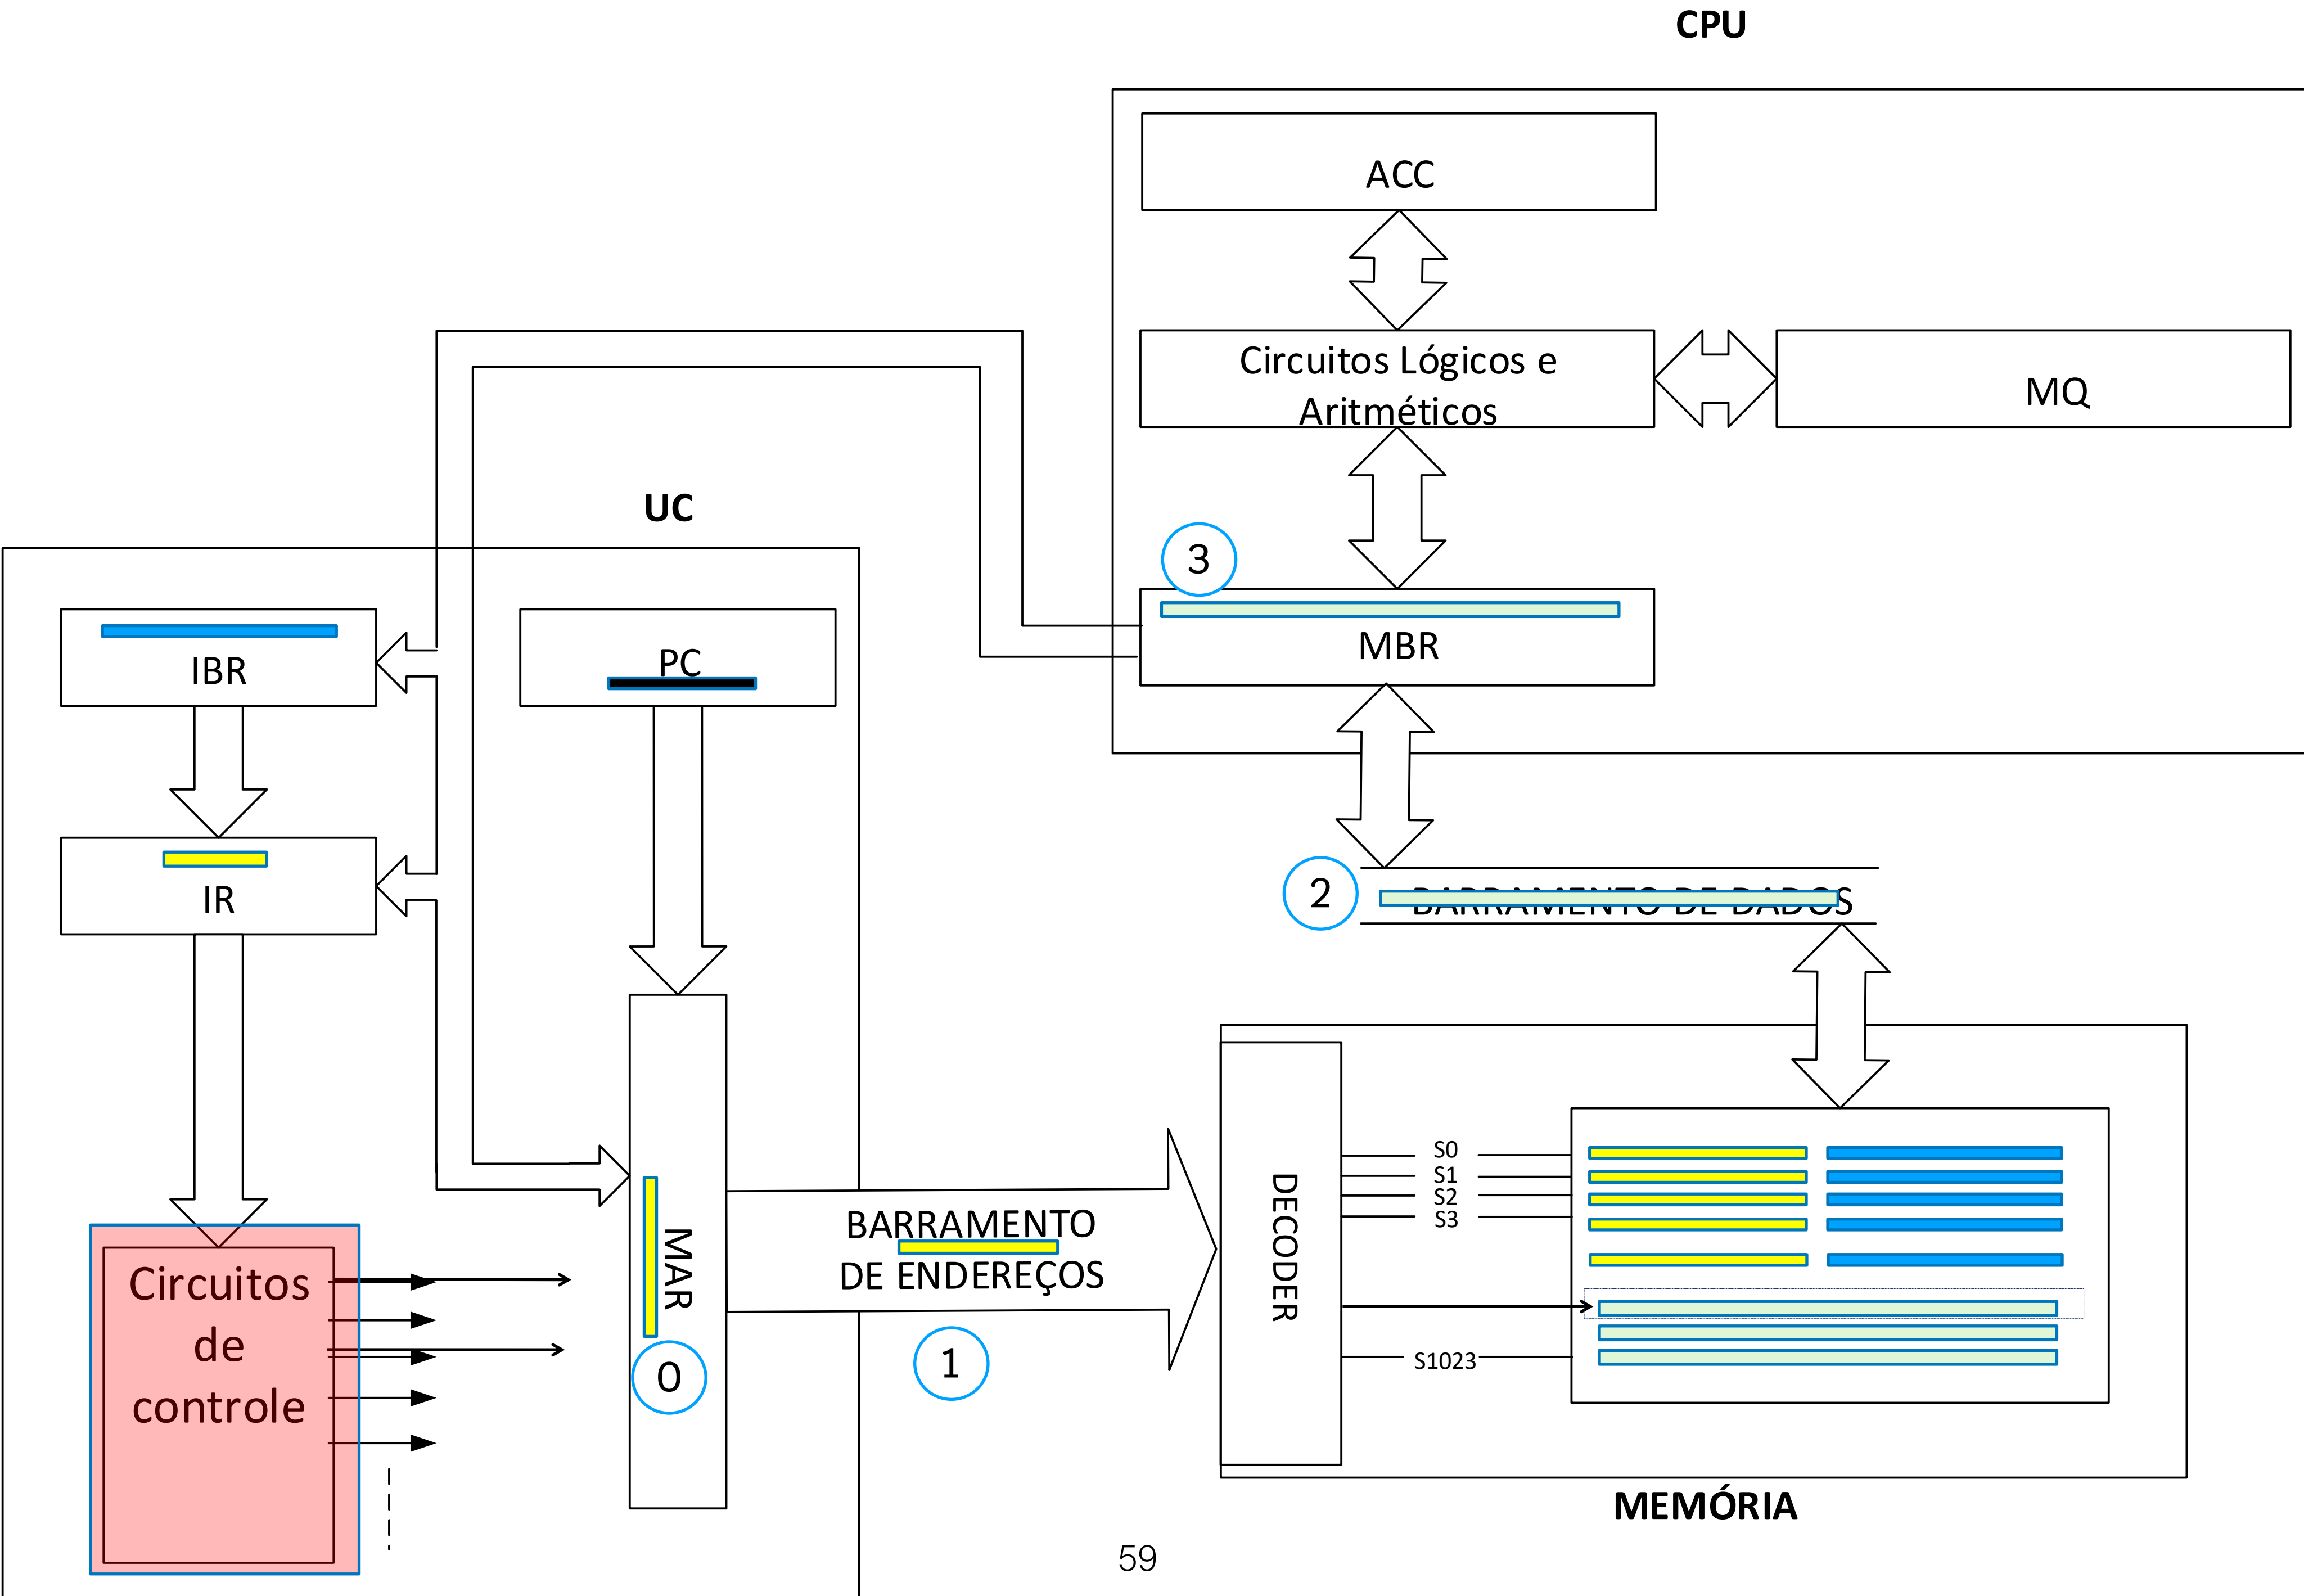 CPU
ACC
Circuitos Lógicos e
Aritméticos
MQ
UC
3
MBR
IBR
PC
IR
2
BARRAMENTO DE DADOS
MAR
0
BARRAMENTO
DE ENDEREÇOS
1
DECODER
S0
S1
S2
S3
S1023
Circuitos
de
controle
MEMÓRIA
59